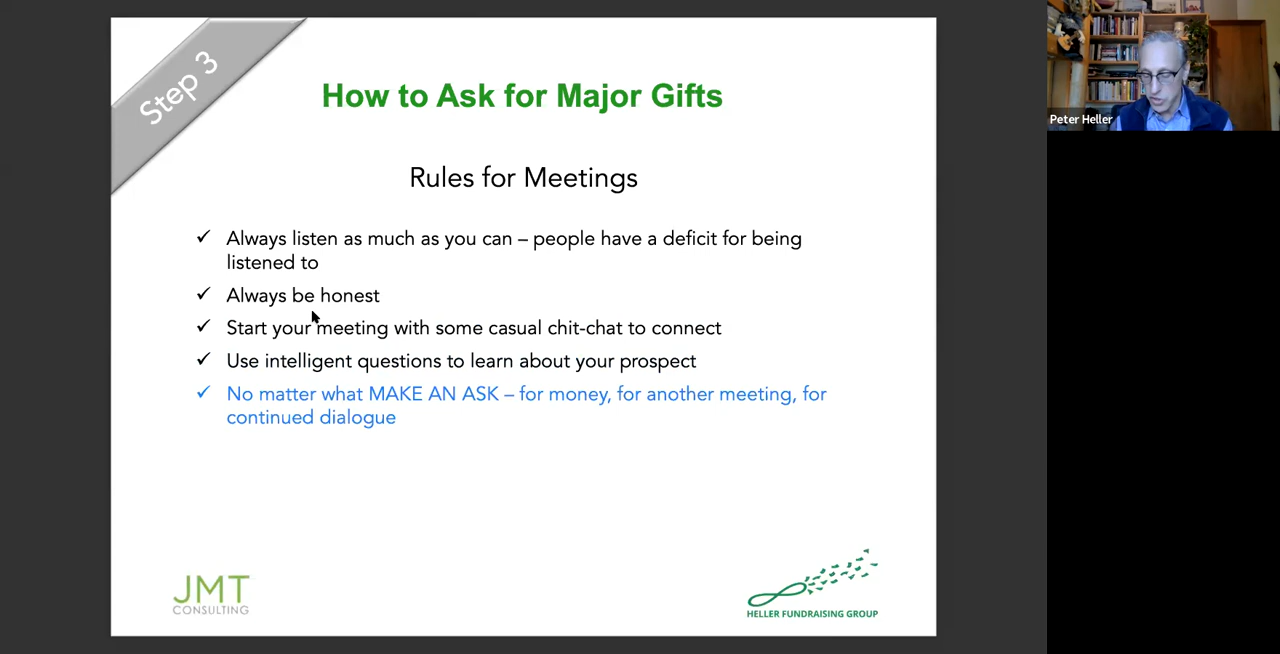 Step 3
How to Ask for Major Gifts
Rules for Meetings
✓ Always listen as much as you can – people have a deficit for being
listened to
✓ Always be honest
✓ Start your meeting with some casual chit-chat to connect
✓ Use intelligent questions to learn about your prospect
✓ No matter what MAKE AN ASK – for money, for another meeting, for
continued dialogue
JMT
CONSULTING
HELLER FUNDRAISING GROUP
Peter Heller